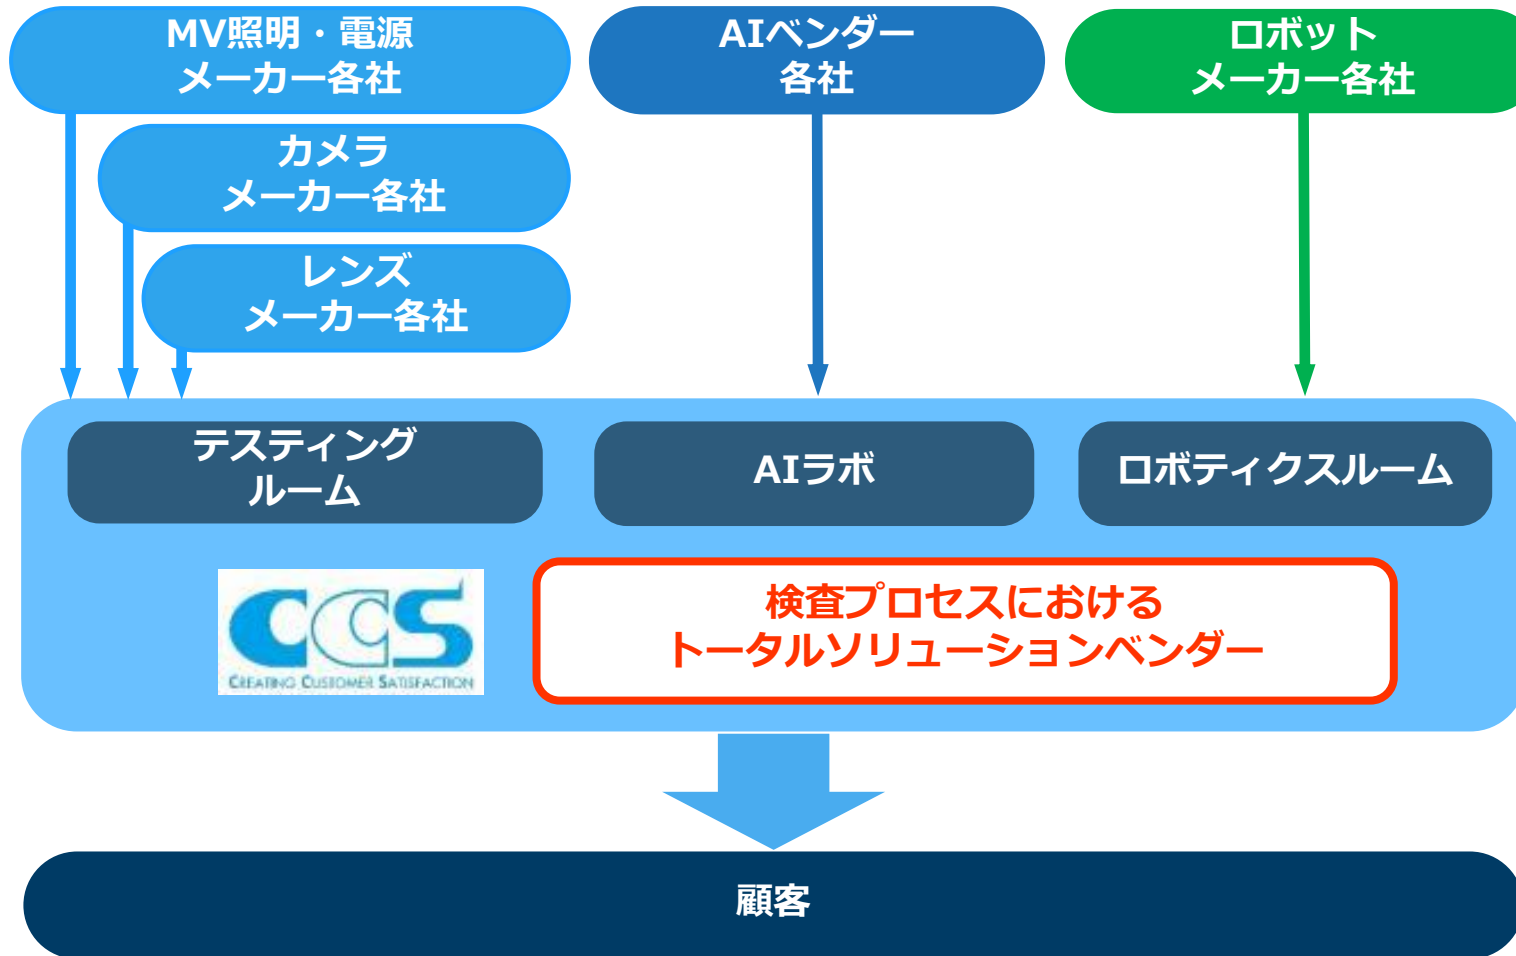 MV照明・電源
メーカー各社
AIベンダー
各社
ロボット
メーカー各社
カメラ
メーカー各社
レンズ
メーカー各社
テスティング
ルーム
AIラボ
ロボティクスルーム
CCS
CREATING CUSTOMER SATISFACTION
検査プロセスにおける
トータルソリューションベンダー
顧客